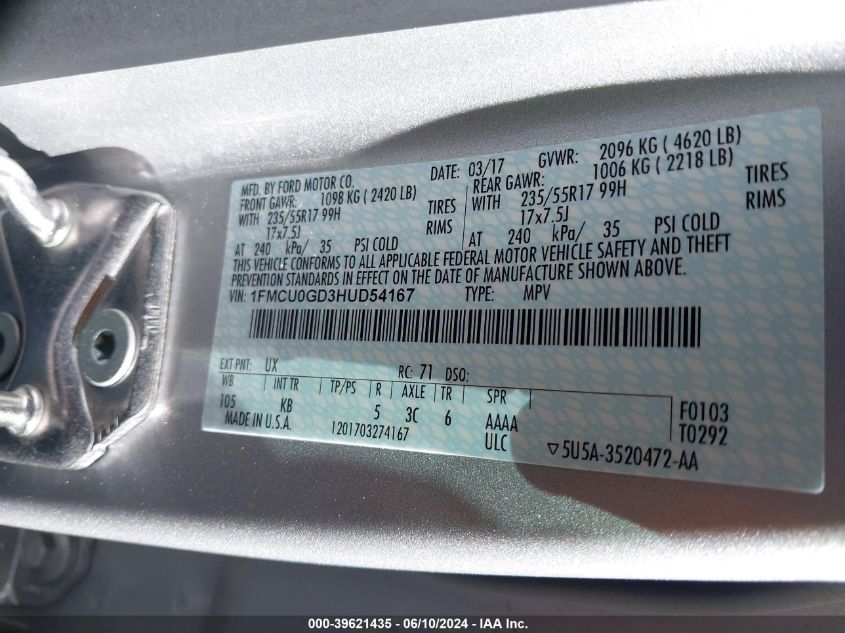 MFD. BY FORD MOTOR CO. DATE: 03/17 GVWR: 2096 KG ( 4620 LB)
FRONT GAWR: 1098 KG ( 2420 LB) REAR GAWR: 1006 KG ( 2218 LB)
WITH 235/55R17 99H TIRES WITH 235/55R17 99H TIRES
17x7.5J RIMS 17x7.5J RIMS
AT 240 kPa/ 35 PSI COLD AT 240 kPa/ 35 PSI COLD
THIS VEHICLE CONFORMS TO ALL APPLICABLE FEDERAL MOTOR VEHICLE SAFETY AND THEFT
PREVENTION STANDARDS IN EFFECT ON THE DATE OF MANUFACTURE SHOWN ABOVE.
VIN: 1FMCU0GD3HUD54167 TYPE: MPV
EXT PNT: UX RC: 71 DSO:
WB INT TR TP/PS R AXLE TR SPR
105 KB 5 3C 6 AAAA F0103
MADE IN U.S.A. 1201703274167 ULC T0292
▽5U5A-3520472-AA
000-39621435 - 06/10/2024 - IAA Inc.